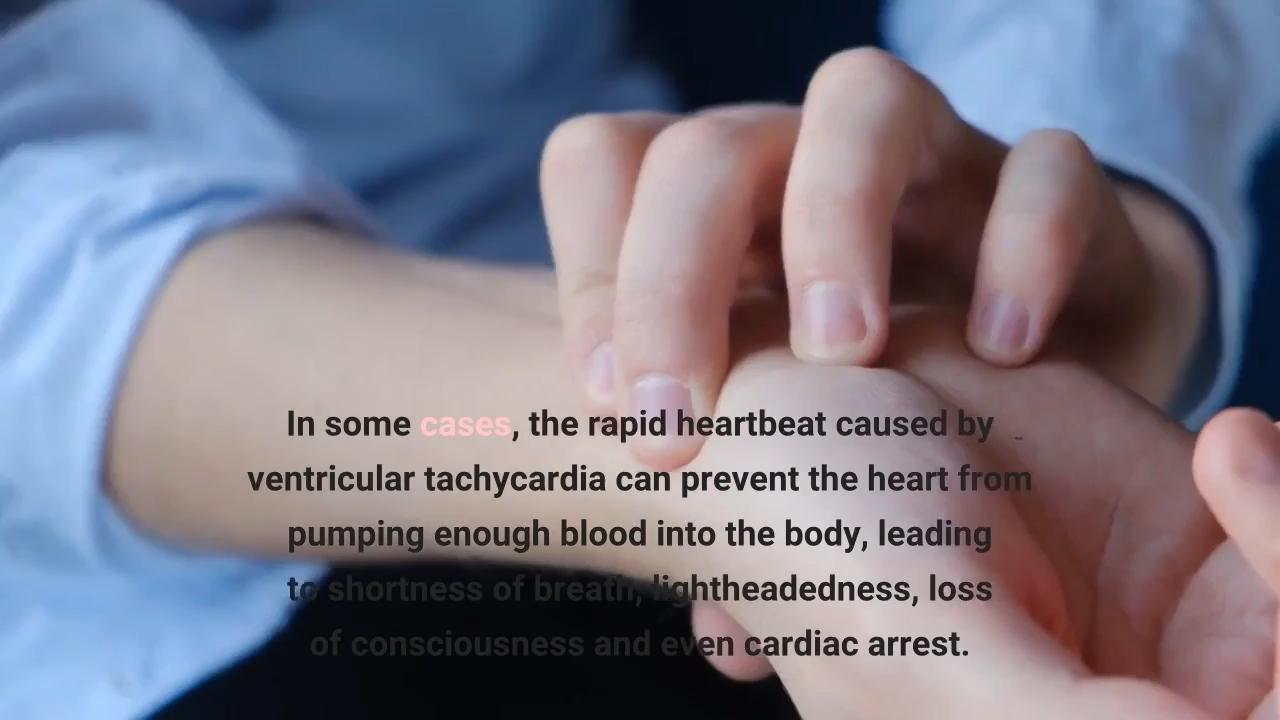 In some cases, the rapid heartbeat caused by
ventricular tachycardia can prevent the heart from
pumping enough blood into the body, leading
to shortness of breath, lightheadedness, loss
of consciousness and even cardiac arrest.